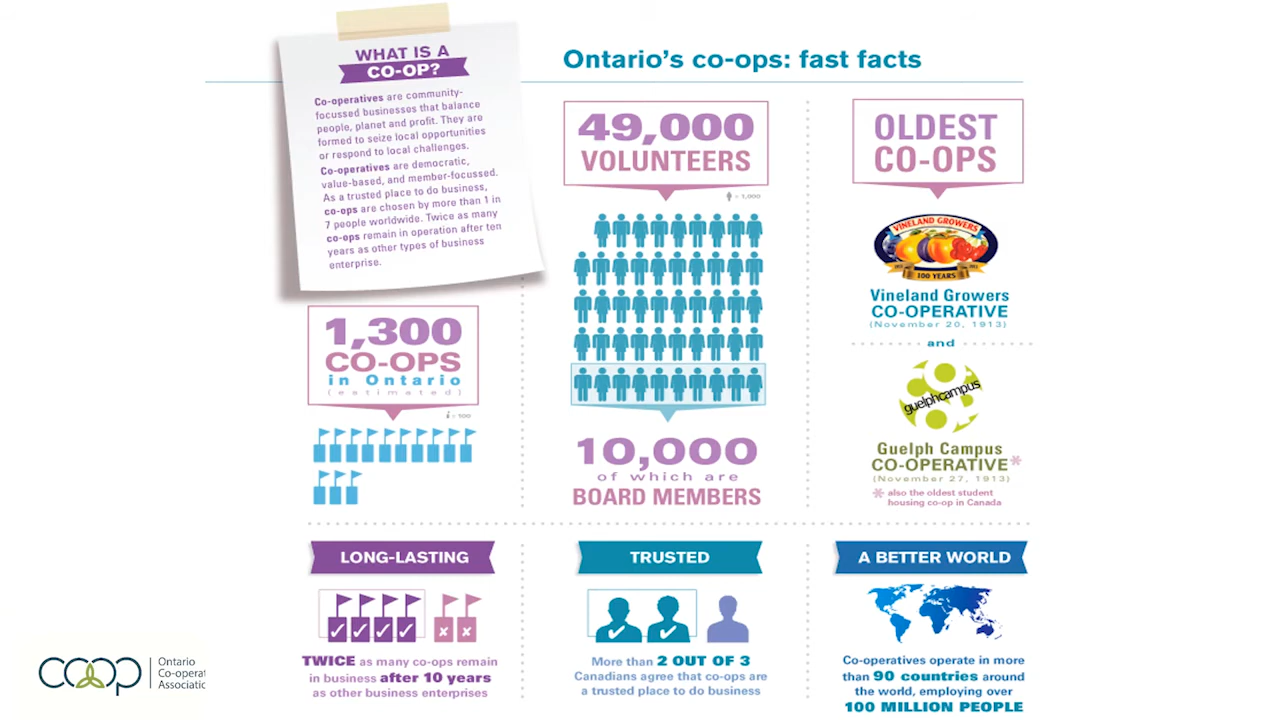 WHAT IS A
CO-OP?
Co-operatives are community-
focussed businesses that balance
people, planet and profit. They are
formed to seize local opportunities
or respond to local challenges.
Co-operatives are democratic,
value-based, and member-focussed.
As a trusted place to do business,
co-ops are chosen by more than 1 in
7 people worldwide. Twice as many
co-ops remain in operation after ten
years as other types of business
enterprise.
Ontario's co-ops: fast facts
1,300
CO-OPS
in Ontario
(estimated)
= 100
49,000
VOLUNTEERS
= 1,000
10,000
of which are
BOARD MEMBERS
OLDEST
CO-OPS
VINELAND GROWERS
100 YEARS
Vineland Growers
CO-OPERATIVE
(November 20, 1913)
and
guelphcampus
Guelph Campus
CO-OPERATIVE*
(November 27, 1913)
* also the oldest student
housing co-op in Canada
LONG-LASTING
TWICE as many co-ops remain
in business after 10 years
as other business enterprises
TRUSTED
More than 2 OUT OF 3
Canadians agree that co-ops are
a trusted place to do business
A BETTER WORLD
Co-operatives operate in more
than 90 countries around
the world, employing over
100 MILLION PEOPLE
coop
Ontario
Co-operat
Associatic